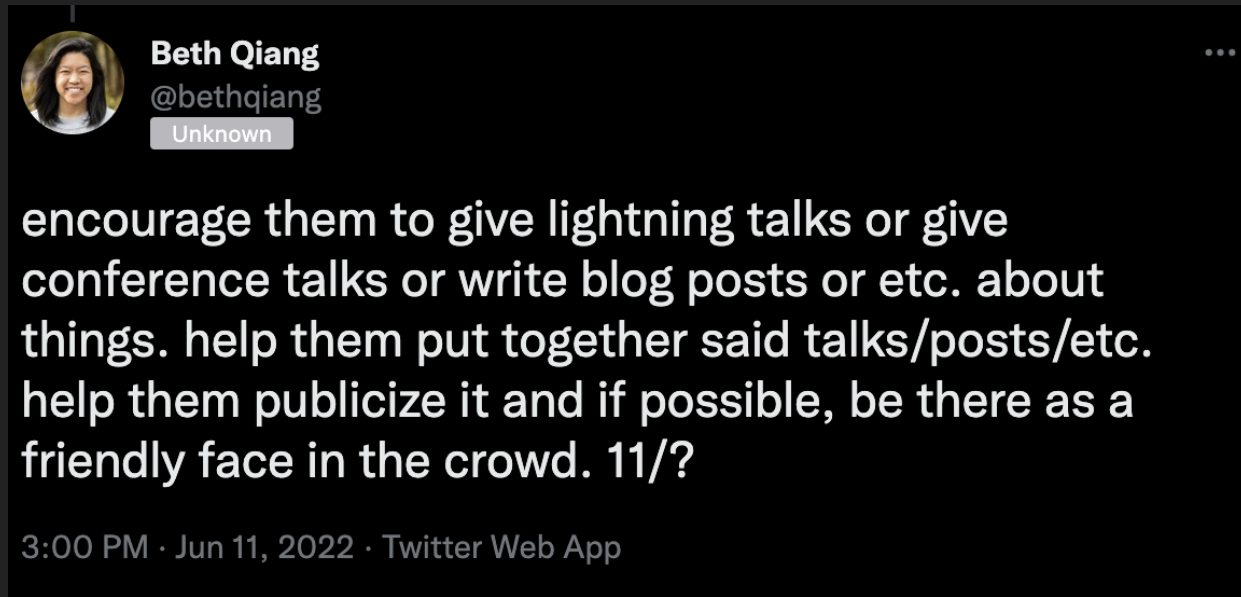 Beth Qiang
@bethqiang
Unknown
encourage them to give lightning talks or give
conference talks or write blog posts or etc. about
things. help them put together said talks/posts/etc.
help them publicize it and if possible, be there as a
friendly face in the crowd. 11/?
3:00 PM · Jun 11, 2022 · Twitter Web App